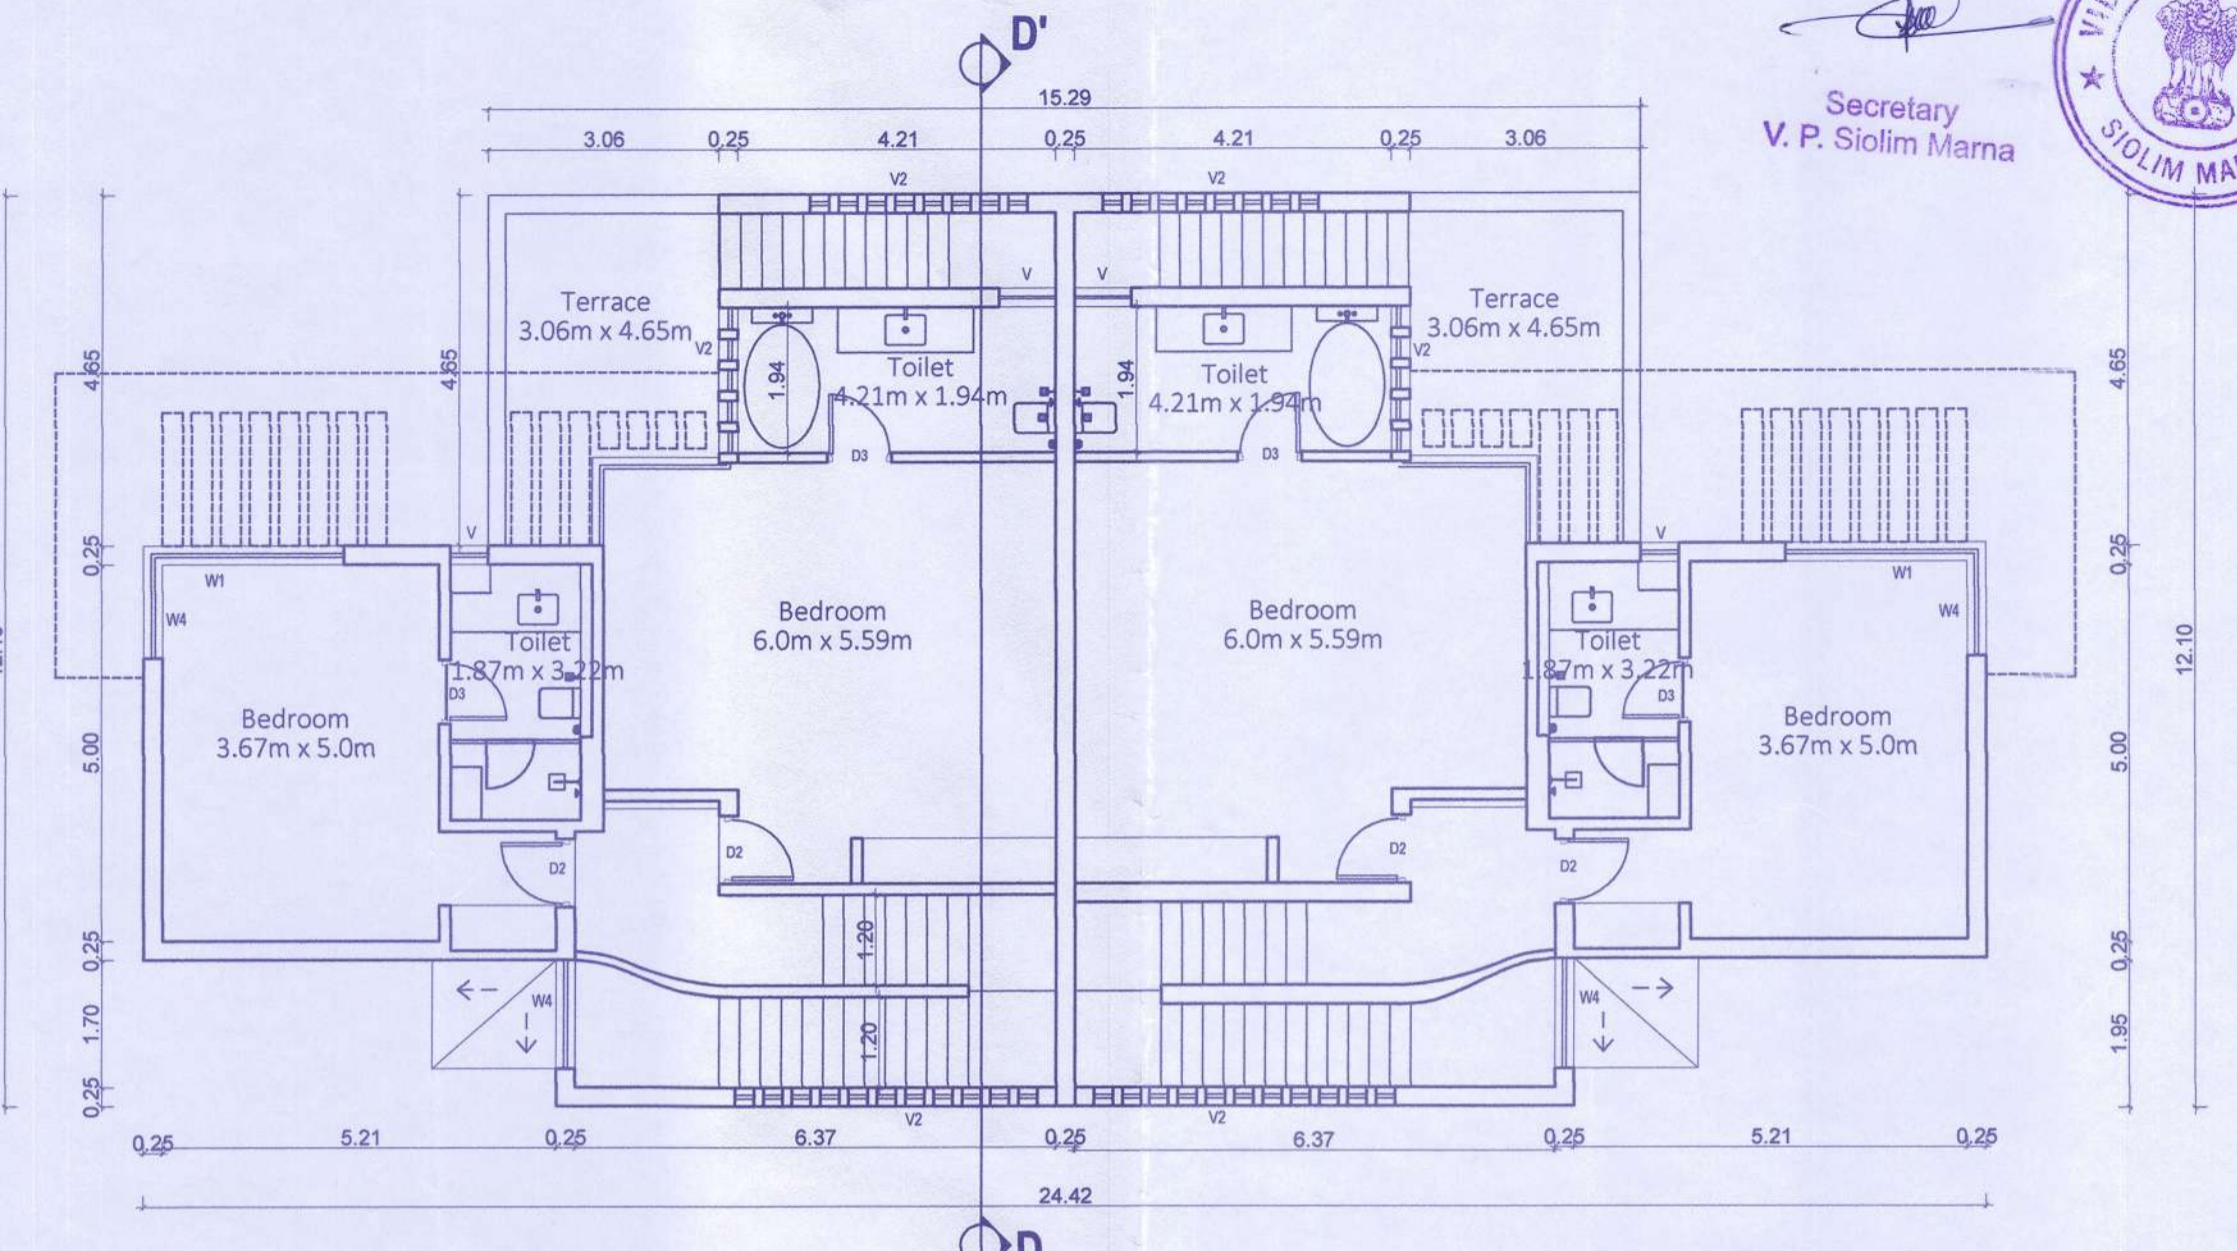 D'
15.29
3.06 0.25 4.21 0.25 4.21 0.25 3.06
Secretary
V. P. Siolim Marna
SIOLIM MA
V2 V2
V V
Terrace
3.06m x 4.65m
V2
Toilet
4.21m x 1.94m
1.94
D3
Toilet
4.21m x 1.94m
1.94
D3
Terrace
3.06m x 4.65m
V2
4.65
4.65
4.65
V
V
0.25
0.25
W1
W4
W1
W4
Bedroom
6.0m x 5.59m
Bedroom
6.0m x 5.59m
Toilet
1.87m x 3.22m
D3
Toilet
1.87m x 3.22m
D3
12.10
Bedroom
3.67m x 5.0m
Bedroom
3.67m x 5.0m
5.00
5.00
D2
D2
D2
D2
1.20
0.25
0.25
W4
W4
1.70
1.20
1.95
0.25
V2 V2
0.25 5.21 0.25 6.37 0.25 6.37 0.25 5.21 0.25
24.42
D